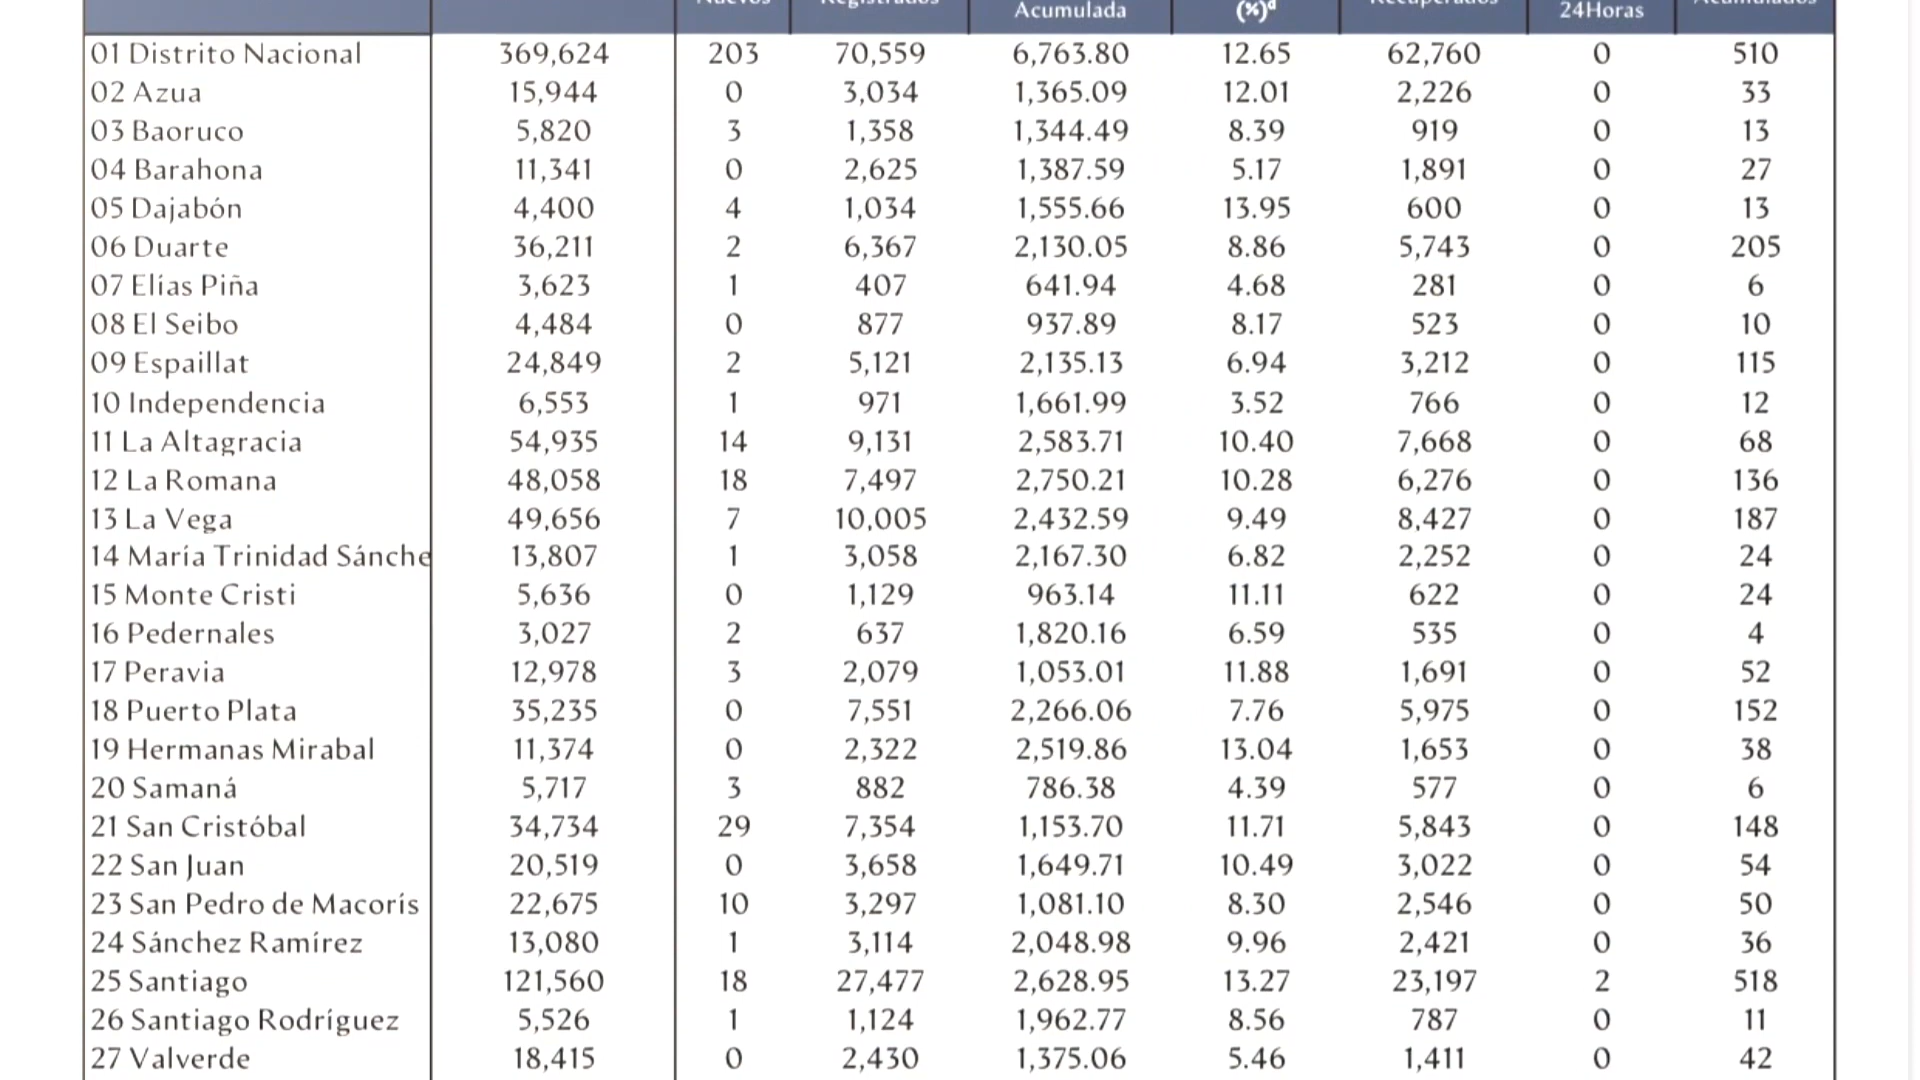 Nuevos Registrados Acumulada (%)ᵈ Recuperados 24Horas Acumulados
01 Distrito Nacional 369,624 203 70,559 6,763.80 12.65 62,760 0 510
02 Azua 15,944 0 3,034 1,365.09 12.01 2,226 0 33
03 Baoruco 5,820 3 1,358 1,344.49 8.39 919 0 13
04 Barahona 11,341 0 2,625 1,387.59 5.17 1,891 0 27
05 Dajabón 4,400 4 1,034 1,555.66 13.95 600 0 13
06 Duarte 36,211 2 6,367 2,130.05 8.86 5,743 0 205
07 Elías Piña 3,623 1 407 641.94 4.68 281 0 6
08 El Seibo 4,484 0 877 937.89 8.17 523 0 10
09 Espaillat 24,849 2 5,121 2,135.13 6.94 3,212 0 115
10 Independencia 6,553 1 971 1,661.99 3.52 766 0 12
11 La Altagracia 54,935 14 9,131 2,583.71 10.40 7,668 0 68
12 La Romana 48,058 18 7,497 2,750.21 10.28 6,276 0 136
13 La Vega 49,656 7 10,005 2,432.59 9.49 8,427 0 187
14 María Trinidad Sánche 13,807 1 3,058 2,167.30 6.82 2,252 0 24
15 Monte Cristi 5,636 0 1,129 963.14 11.11 622 0 24
16 Pedernales 3,027 2 637 1,820.16 6.59 535 0 4
17 Peravia 12,978 3 2,079 1,053.01 11.88 1,691 0 52
18 Puerto Plata 35,235 0 7,551 2,266.06 7.76 5,975 0 152
19 Hermanas Mirabal 11,374 0 2,322 2,519.86 13.04 1,653 0 38
20 Samaná 5,717 3 882 786.38 4.39 577 0 6
21 San Cristóbal 34,734 29 7,354 1,153.70 11.71 5,843 0 148
22 San Juan 20,519 0 3,658 1,649.71 10.49 3,022 0 54
23 San Pedro de Macorís 22,675 10 3,297 1,081.10 8.30 2,546 0 50
24 Sánchez Ramírez 13,080 1 3,114 2,048.98 9.96 2,421 0 36
25 Santiago 121,560 18 27,477 2,628.95 13.27 23,197 2 518
26 Santiago Rodríguez 5,526 1 1,124 1,962.77 8.56 787 0 11
27 Valverde 18,415 0 2,430 1,375.06 5.46 1,411 0 42